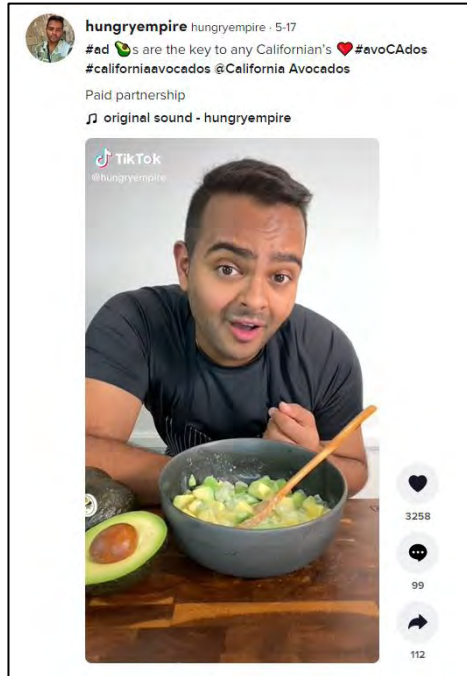 hungryempire hungryempire · 5-17
#ad 🥑s are the key to any Californian's ❤️#avoCAdos
#californiaavocados @California Avocados
Paid partnership
♫ original sound - hungryempire
TikTok
@hungryempire
3258
99
112